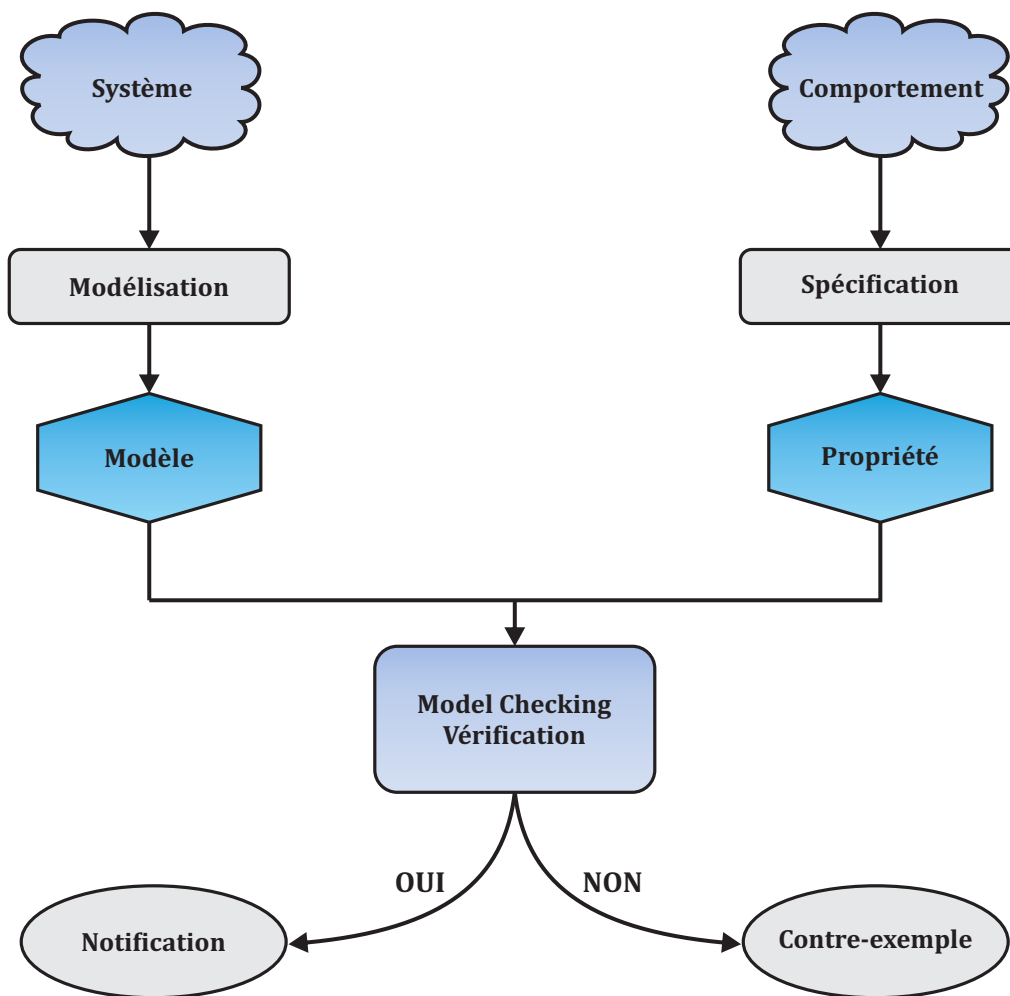 Système
Comportement
Modélisation
Spécification
Modèle
Propriété
Model Checking
Vérification
OUI
NON
Notification
Contre-exemple